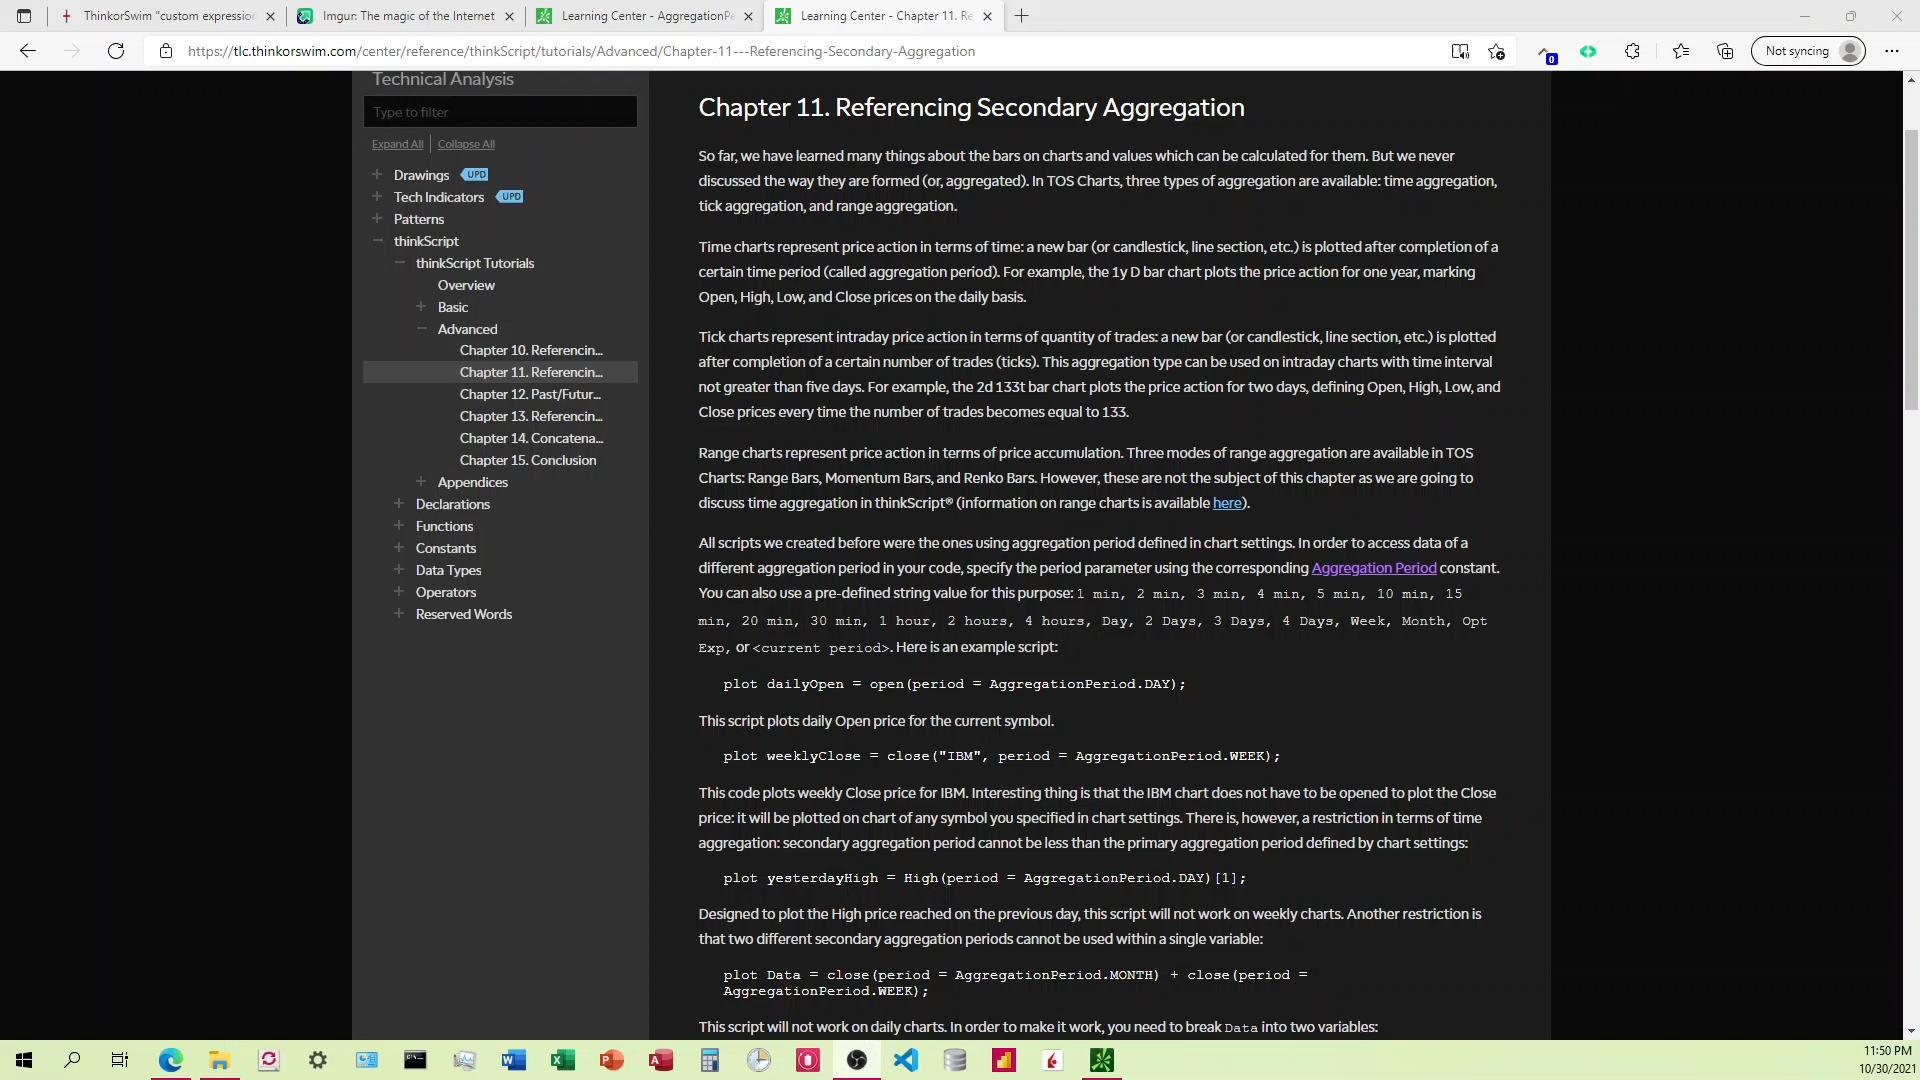 ThinkorSwim "custom expression
Imgur: The magic of the Internet
Learning Center - AggregationPe
Learning Center - Chapter 11. Re
https://tlc.thinkorswim.com/center/reference/thinkScript/tutorials/Advanced/Chapter-11---Referencing-Secondary-Aggregation
0
Not syncing
Technical Analysis
Type to filter
Expand All
Collapse All
Drawings UPD
Tech Indicators UPD
Patterns
thinkScript
thinkScript Tutorials
Overview
Basic
Advanced
Chapter 10. Referencin...
Chapter 11. Referencin...
Chapter 12. Past/Futur...
Chapter 13. Referencin...
Chapter 14. Concatena...
Chapter 15. Conclusion
Appendices
Declarations
Functions
Constants
Data Types
Operators
Reserved Words
Chapter 11. Referencing Secondary Aggregation
So far, we have learned many things about the bars on charts and values which can be calculated for them. But we never
discussed the way they are formed (or, aggregated). In TOS Charts, three types of aggregation are available: time aggregation,
tick aggregation, and range aggregation.
Time charts represent price action in terms of time: a new bar (or candlestick, line section, etc.) is plotted after completion of a
certain time period (called aggregation period). For example, the 1y D bar chart plots the price action for one year, marking
Open, High, Low, and Close prices on the daily basis.
Tick charts represent intraday price action in terms of quantity of trades: a new bar (or candlestick, line section, etc.) is plotted
after completion of a certain number of trades (ticks). This aggregation type can be used on intraday charts with time interval
not greater than five days. For example, the 2d 133t bar chart plots the price action for two days, defining Open, High, Low, and
Close prices every time the number of trades becomes equal to 133.
Range charts represent price action in terms of price accumulation. Three modes of range aggregation are available in TOS
Charts: Range Bars, Momentum Bars, and Renko Bars. However, these are not the subject of this chapter as we are going to
discuss time aggregation in thinkScript® (information on range charts is available here).
All scripts we created before were the ones using aggregation period defined in chart settings. In order to access data of a
different aggregation period in your code, specify the period parameter using the corresponding Aggregation Period constant.
You can also use a pre-defined string value for this purpose: 1 min, 2 min, 3 min, 4 min, 5 min, 10 min, 15
min, 20 min, 30 min, 1 hour, 2 hours, 4 hours, Day, 2 Days, 3 Days, 4 Days, Week, Month, Opt
Exp, or <current period>. Here is an example script:
plot dailyOpen = open(period = AggregationPeriod.DAY);
This script plots daily Open price for the current symbol.
plot weeklyClose = close("IBM", period = AggregationPeriod.WEEK);
This code plots weekly Close price for IBM. Interesting thing is that the IBM chart does not have to be opened to plot the Close
price: it will be plotted on chart of any symbol you specified in chart settings. There is, however, a restriction in terms of time
aggregation: secondary aggregation period cannot be less than the primary aggregation period defined by chart settings:
plot yesterdayHigh = High(period = AggregationPeriod.DAY)[1];
Designed to plot the High price reached on the previous day, this script will not work on weekly charts. Another restriction is
that two different secondary aggregation periods cannot be used within a single variable:
plot Data = close(period = AggregationPeriod.MONTH) + close(period =
AggregationPeriod.WEEK);
This script will not work on daily charts. In order to make it work, you need to break Data into two variables:
11:50 PM
10/30/2021